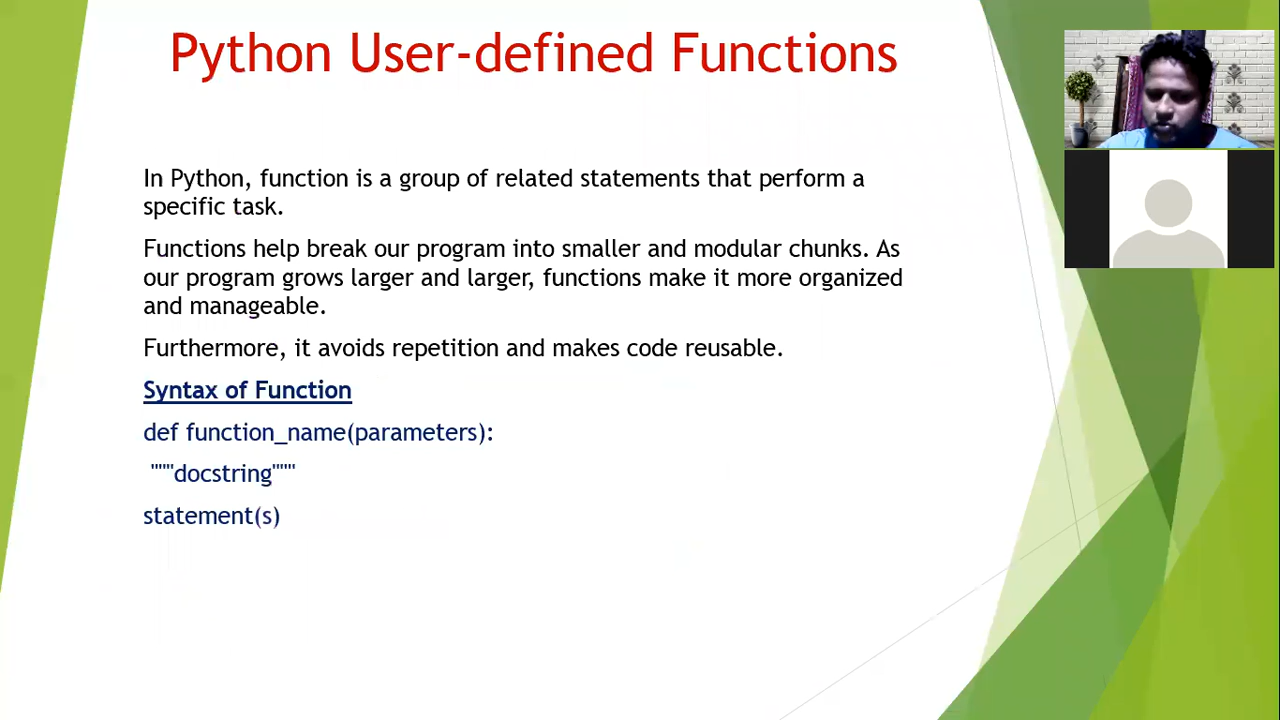 Python User-defined Functions
In Python, function is a group of related statements that perform a
specific task.
Functions help break our program into smaller and modular chunks. As
our program grows larger and larger, functions make it more organized
and manageable.
Furthermore, it avoids repetition and makes code reusable.
Syntax of Function
def function_name(parameters):
"""docstring"""
statement(s)